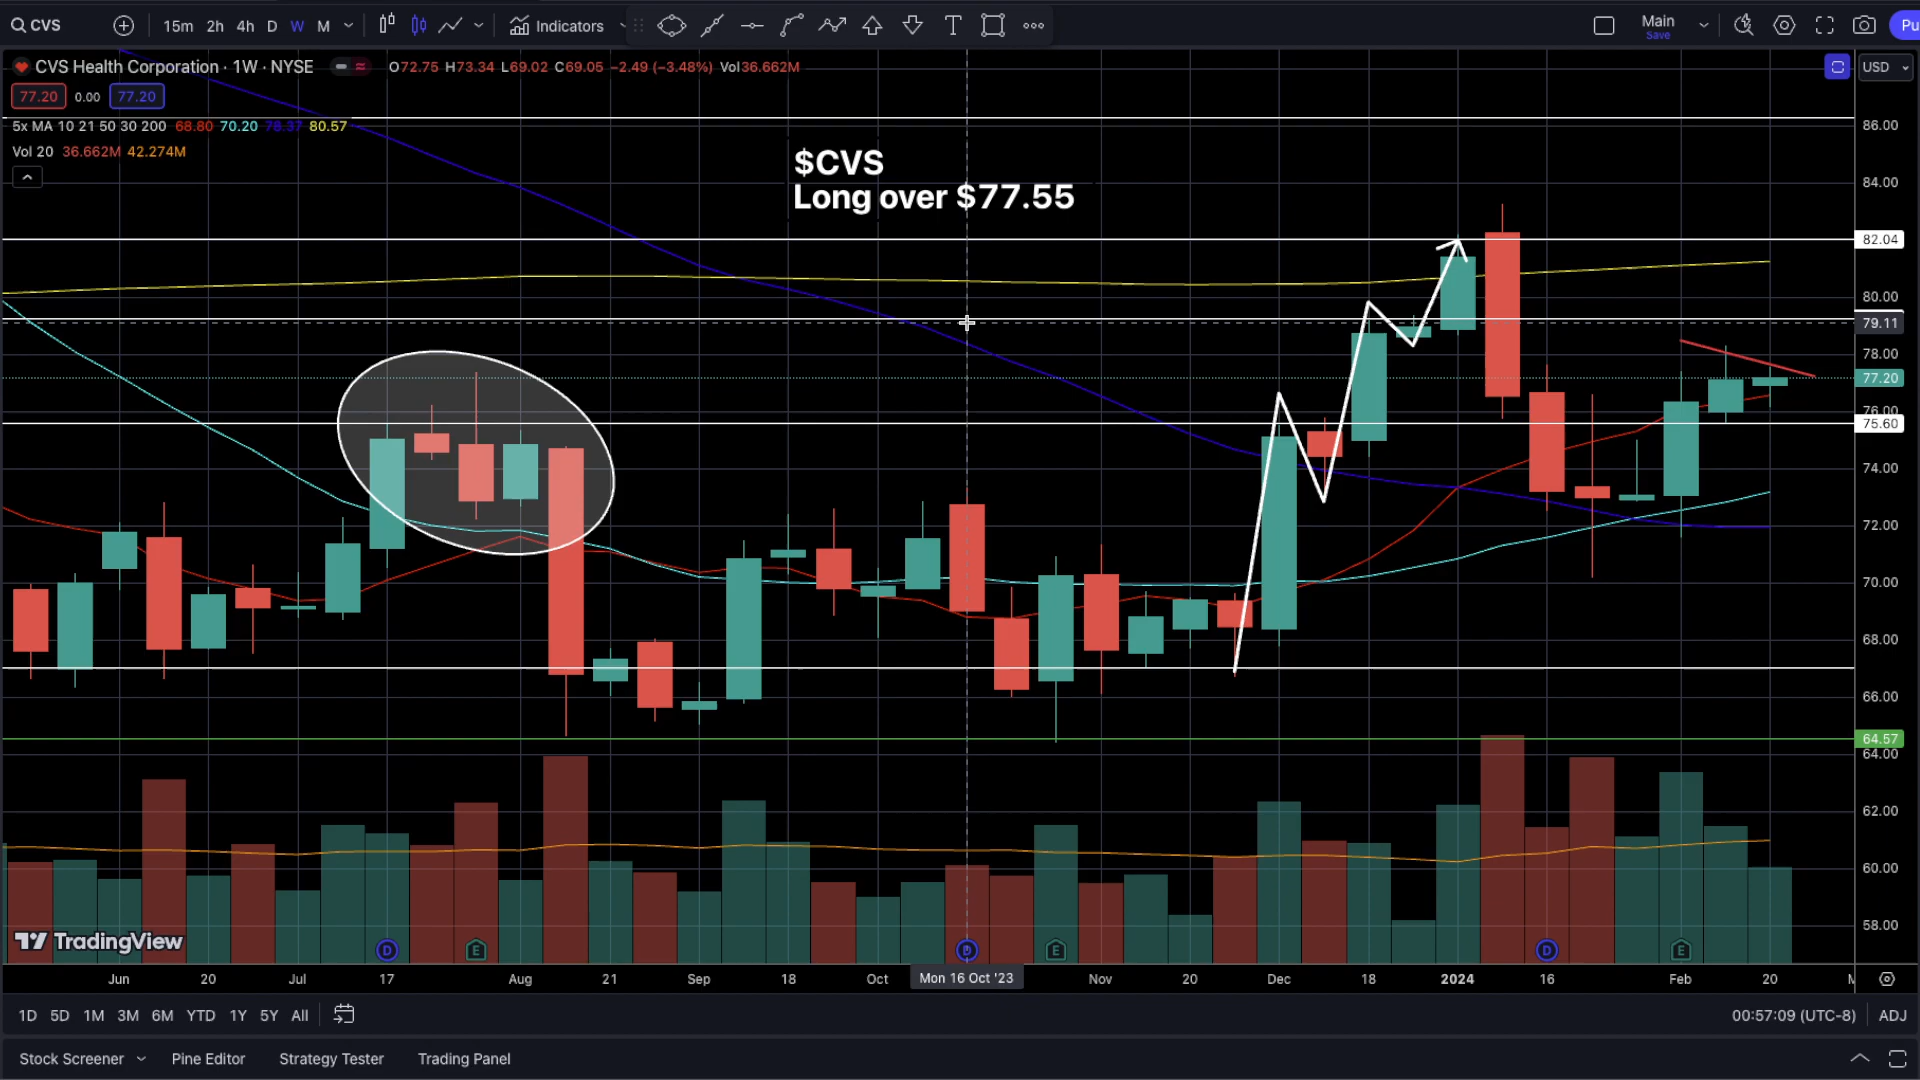 CVS 15m 2h 4h D W M Indicators Main Save Pu
CVS Health Corporation · 1W · NYSE O72.75 H73.34 L69.02 C69.05 −2.49 (−3.48%) Vol36.662M USD
77.20 0.00 77.20
5x MA 10 21 50 30 200 68.80 70.20 78.37 80.57
Vol 20 36.662M 42.274M
$CVS
Long over $77.55
86.00
84.00
82.04
80.00
79.11
78.00
77.20
76.00
75.60
74.00
72.00
70.00
68.00
66.00
64.57
64.00
62.00
60.00
58.00
TradingView
D E D E D E
Jun 20 Jul 17 Aug 21 Sep 18 Oct Mon 16 Oct '23 Nov 20 Dec 18 2024 16 Feb 20
1D 5D 1M 3M 6M YTD 1Y 5Y All 00:57:09 (UTC-8) ADJ
Stock Screener Pine Editor Strategy Tester Trading Panel